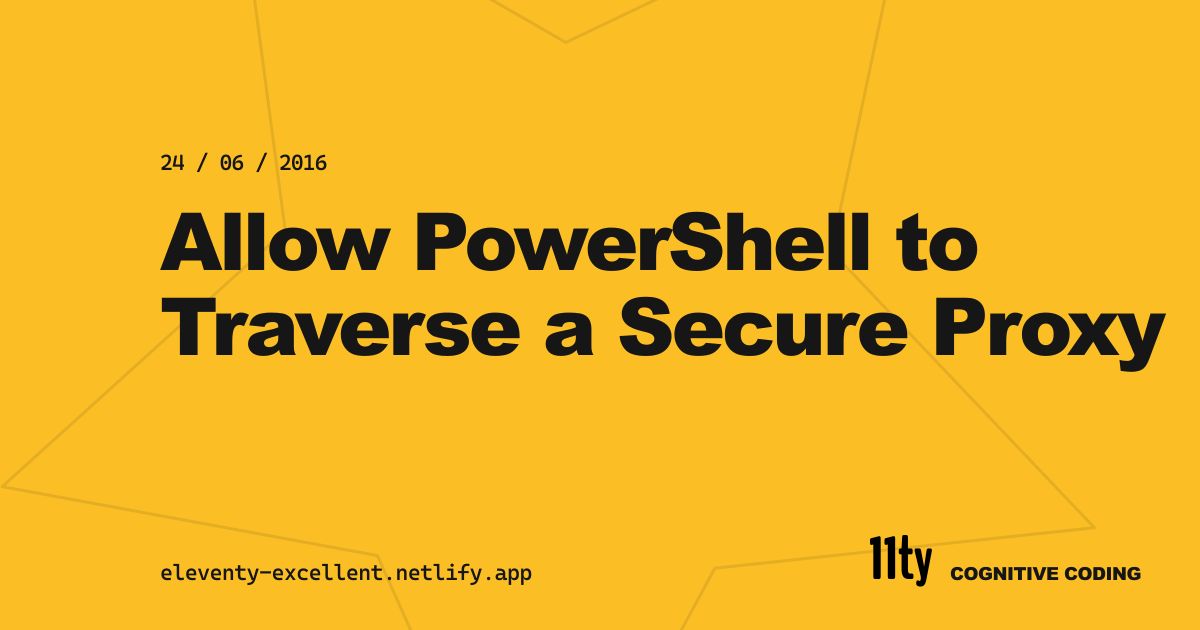 24 / 06 / 2016
Allow PowerShell to
Traverse a Secure Proxy
eleventy-excellent.netlify.app
11ty COGNITIVE CODING